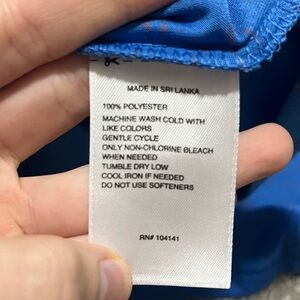 MADE IN SRI LANKA
100% POLYESTER
MACHINE WASH COLD WITH
LIKE COLORS
GENTLE CYCLE
ONLY NON-CHLORINE BLEACH
WHEN NEEDED
TUMBLE DRY LOW
COOL IRON IF NEEDED
DO NOT USE SOFTENERS
RN# 104141